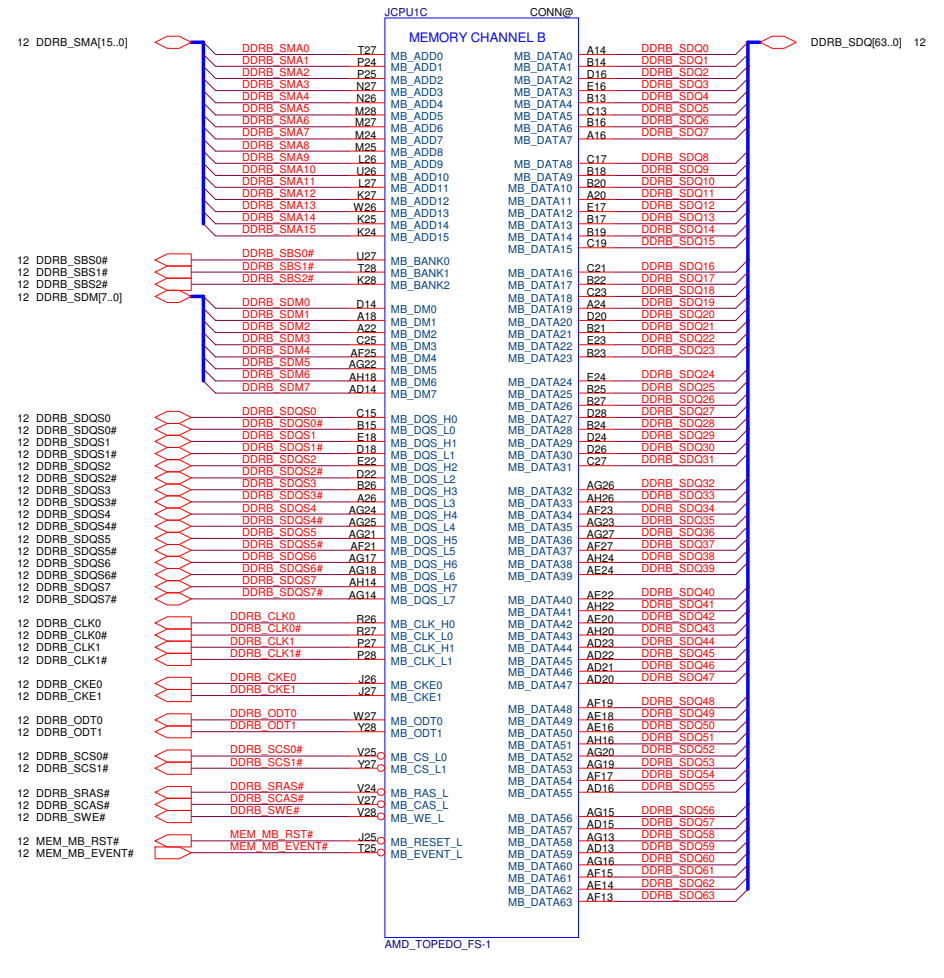 JCPU1C CONN@
MEMORY CHANNEL B
12 DDRB_SMA[15..0] DDRB_SDQ[63..0] 12
DDRB_SMA0 T27 MB_ADD0 MB_DATA0 A14 DDRB_SDQ0
DDRB_SMA1 P24 MB_ADD1 MB_DATA1 B14 DDRB_SDQ1
DDRB_SMA2 P25 MB_ADD2 MB_DATA2 D16 DDRB_SDQ2
DDRB_SMA3 N27 MB_ADD3 MB_DATA3 E16 DDRB_SDQ3
DDRB_SMA4 N26 MB_ADD4 MB_DATA4 B13 DDRB_SDQ4
DDRB_SMA5 M28 MB_ADD5 MB_DATA5 C13 DDRB_SDQ5
DDRB_SMA6 M27 MB_ADD6 MB_DATA6 B16 DDRB_SDQ6
DDRB_SMA7 M24 MB_ADD7 MB_DATA7 A16 DDRB_SDQ7
DDRB_SMA8 M25 MB_ADD8
DDRB_SMA9 L26 MB_ADD9 MB_DATA8 C17 DDRB_SDQ8
DDRB_SMA10 U26 MB_ADD10 MB_DATA9 B18 DDRB_SDQ9
DDRB_SMA11 L27 MB_ADD11 MB_DATA10 B20 DDRB_SDQ10
DDRB_SMA12 K27 MB_ADD12 MB_DATA11 A20 DDRB_SDQ11
DDRB_SMA13 W26 MB_ADD13 MB_DATA12 E17 DDRB_SDQ12
DDRB_SMA14 K25 MB_ADD14 MB_DATA13 B17 DDRB_SDQ13
DDRB_SMA15 K24 MB_ADD15 MB_DATA14 B19 DDRB_SDQ14
MB_DATA15 C19 DDRB_SDQ15
12 DDRB_SBS0# DDRB_SBS0# U27 MB_BANK0
12 DDRB_SBS1# DDRB_SBS1# T28 MB_BANK1 MB_DATA16 C21 DDRB_SDQ16
12 DDRB_SBS2# DDRB_SBS2# K28 MB_BANK2 MB_DATA17 B22 DDRB_SDQ17
12 DDRB_SDM[7..0] MB_DATA18 C23 DDRB_SDQ18
DDRB_SDM0 D14 MB_DM0 MB_DATA19 A24 DDRB_SDQ19
DDRB_SDM1 A18 MB_DM1 MB_DATA20 D20 DDRB_SDQ20
DDRB_SDM2 A22 MB_DM2 MB_DATA21 B21 DDRB_SDQ21
DDRB_SDM3 C25 MB_DM3 MB_DATA22 E23 DDRB_SDQ22
DDRB_SDM4 AF25 MB_DM4 MB_DATA23 B23 DDRB_SDQ23
DDRB_SDM5 AG22 MB_DM5
DDRB_SDM6 AH18 MB_DM6 MB_DATA24 E24 DDRB_SDQ24
DDRB_SDM7 AD14 MB_DM7 MB_DATA25 B25 DDRB_SDQ25
MB_DATA26 B27 DDRB_SDQ26
12 DDRB_SDQS0 DDRB_SDQS0 C15 MB_DQS_H0 MB_DATA27 D28 DDRB_SDQ27
12 DDRB_SDQS0# DDRB_SDQS0# B15 MB_DQS_L0 MB_DATA28 B24 DDRB_SDQ28
12 DDRB_SDQS1 DDRB_SDQS1 E18 MB_DQS_H1 MB_DATA29 D24 DDRB_SDQ29
12 DDRB_SDQS1# DDRB_SDQS1# D18 MB_DQS_L1 MB_DATA30 D26 DDRB_SDQ30
12 DDRB_SDQS2 DDRB_SDQS2 E22 MB_DQS_H2 MB_DATA31 C27 DDRB_SDQ31
12 DDRB_SDQS2# DDRB_SDQS2# D22 MB_DQS_L2
12 DDRB_SDQS3 DDRB_SDQS3 B26 MB_DQS_H3 MB_DATA32 AG26 DDRB_SDQ32
12 DDRB_SDQS3# DDRB_SDQS3# A26 MB_DQS_L3 MB_DATA33 AH26 DDRB_SDQ33
12 DDRB_SDQS4 DDRB_SDQS4 AG24 MB_DQS_H4 MB_DATA34 AF23 DDRB_SDQ34
12 DDRB_SDQS4# DDRB_SDQS4# AG25 MB_DQS_L4 MB_DATA35 AG23 DDRB_SDQ35
12 DDRB_SDQS5 DDRB_SDQS5 AG21 MB_DQS_H5 MB_DATA36 AG27 DDRB_SDQ36
12 DDRB_SDQS5# DDRB_SDQS5# AF21 MB_DQS_L5 MB_DATA37 AF27 DDRB_SDQ37
12 DDRB_SDQS6 DDRB_SDQS6 AG17 MB_DQS_H6 MB_DATA38 AH24 DDRB_SDQ38
12 DDRB_SDQS6# DDRB_SDQS6# AG18 MB_DQS_L6 MB_DATA39 AE24 DDRB_SDQ39
12 DDRB_SDQS7 DDRB_SDQS7 AH14 MB_DQS_H7
12 DDRB_SDQS7# DDRB_SDQS7# AG14 MB_DQS_L7 MB_DATA40 AE22 DDRB_SDQ40
MB_DATA41 AH22 DDRB_SDQ41
12 DDRB_CLK0 DDRB_CLK0 R26 MB_CLK_H0 MB_DATA42 AE20 DDRB_SDQ42
12 DDRB_CLK0# DDRB_CLK0# R27 MB_CLK_L0 MB_DATA43 AH20 DDRB_SDQ43
12 DDRB_CLK1 DDRB_CLK1 P27 MB_CLK_H1 MB_DATA44 AD23 DDRB_SDQ44
12 DDRB_CLK1# DDRB_CLK1# P28 MB_CLK_L1 MB_DATA45 AD22 DDRB_SDQ45
MB_DATA46 AD21 DDRB_SDQ46
12 DDRB_CKE0 DDRB_CKE0 J26 MB_CKE0 MB_DATA47 AD20 DDRB_SDQ47
12 DDRB_CKE1 DDRB_CKE1 J27 MB_CKE1
MB_DATA48 AF19 DDRB_SDQ48
12 DDRB_ODT0 DDRB_ODT0 W27 MB_ODT0 MB_DATA49 AE18 DDRB_SDQ49
12 DDRB_ODT1 DDRB_ODT1 Y28 MB_ODT1 MB_DATA50 AE16 DDRB_SDQ50
MB_DATA51 AH16 DDRB_SDQ51
12 DDRB_SCS0# DDRB_SCS0# V25 MB_CS_L0 MB_DATA52 AG20 DDRB_SDQ52
12 DDRB_SCS1# DDRB_SCS1# Y27 MB_CS_L1 MB_DATA53 AG19 DDRB_SDQ53
MB_DATA54 AF17 DDRB_SDQ54
12 DDRB_SRAS# DDRB_SRAS# V24 MB_RAS_L MB_DATA55 AD16 DDRB_SDQ55
12 DDRB_SCAS# DDRB_SCAS# V27 MB_CAS_L
12 DDRB_SWE# DDRB_SWE# V28 MB_WE_L MB_DATA56 AG15 DDRB_SDQ56
MB_DATA57 AD15 DDRB_SDQ57
12 MEM_MB_RST# MEM_MB_RST# J25 MB_RESET_L MB_DATA58 AG13 DDRB_SDQ58
12 MEM_MB_EVENT# MEM_MB_EVENT# T25 MB_EVENT_L MB_DATA59 AD13 DDRB_SDQ59
MB_DATA60 AG16 DDRB_SDQ60
MB_DATA61 AF15 DDRB_SDQ61
MB_DATA62 AE14 DDRB_SDQ62
MB_DATA63 AF13 DDRB_SDQ63
AMD_TOPEDO_FS-1